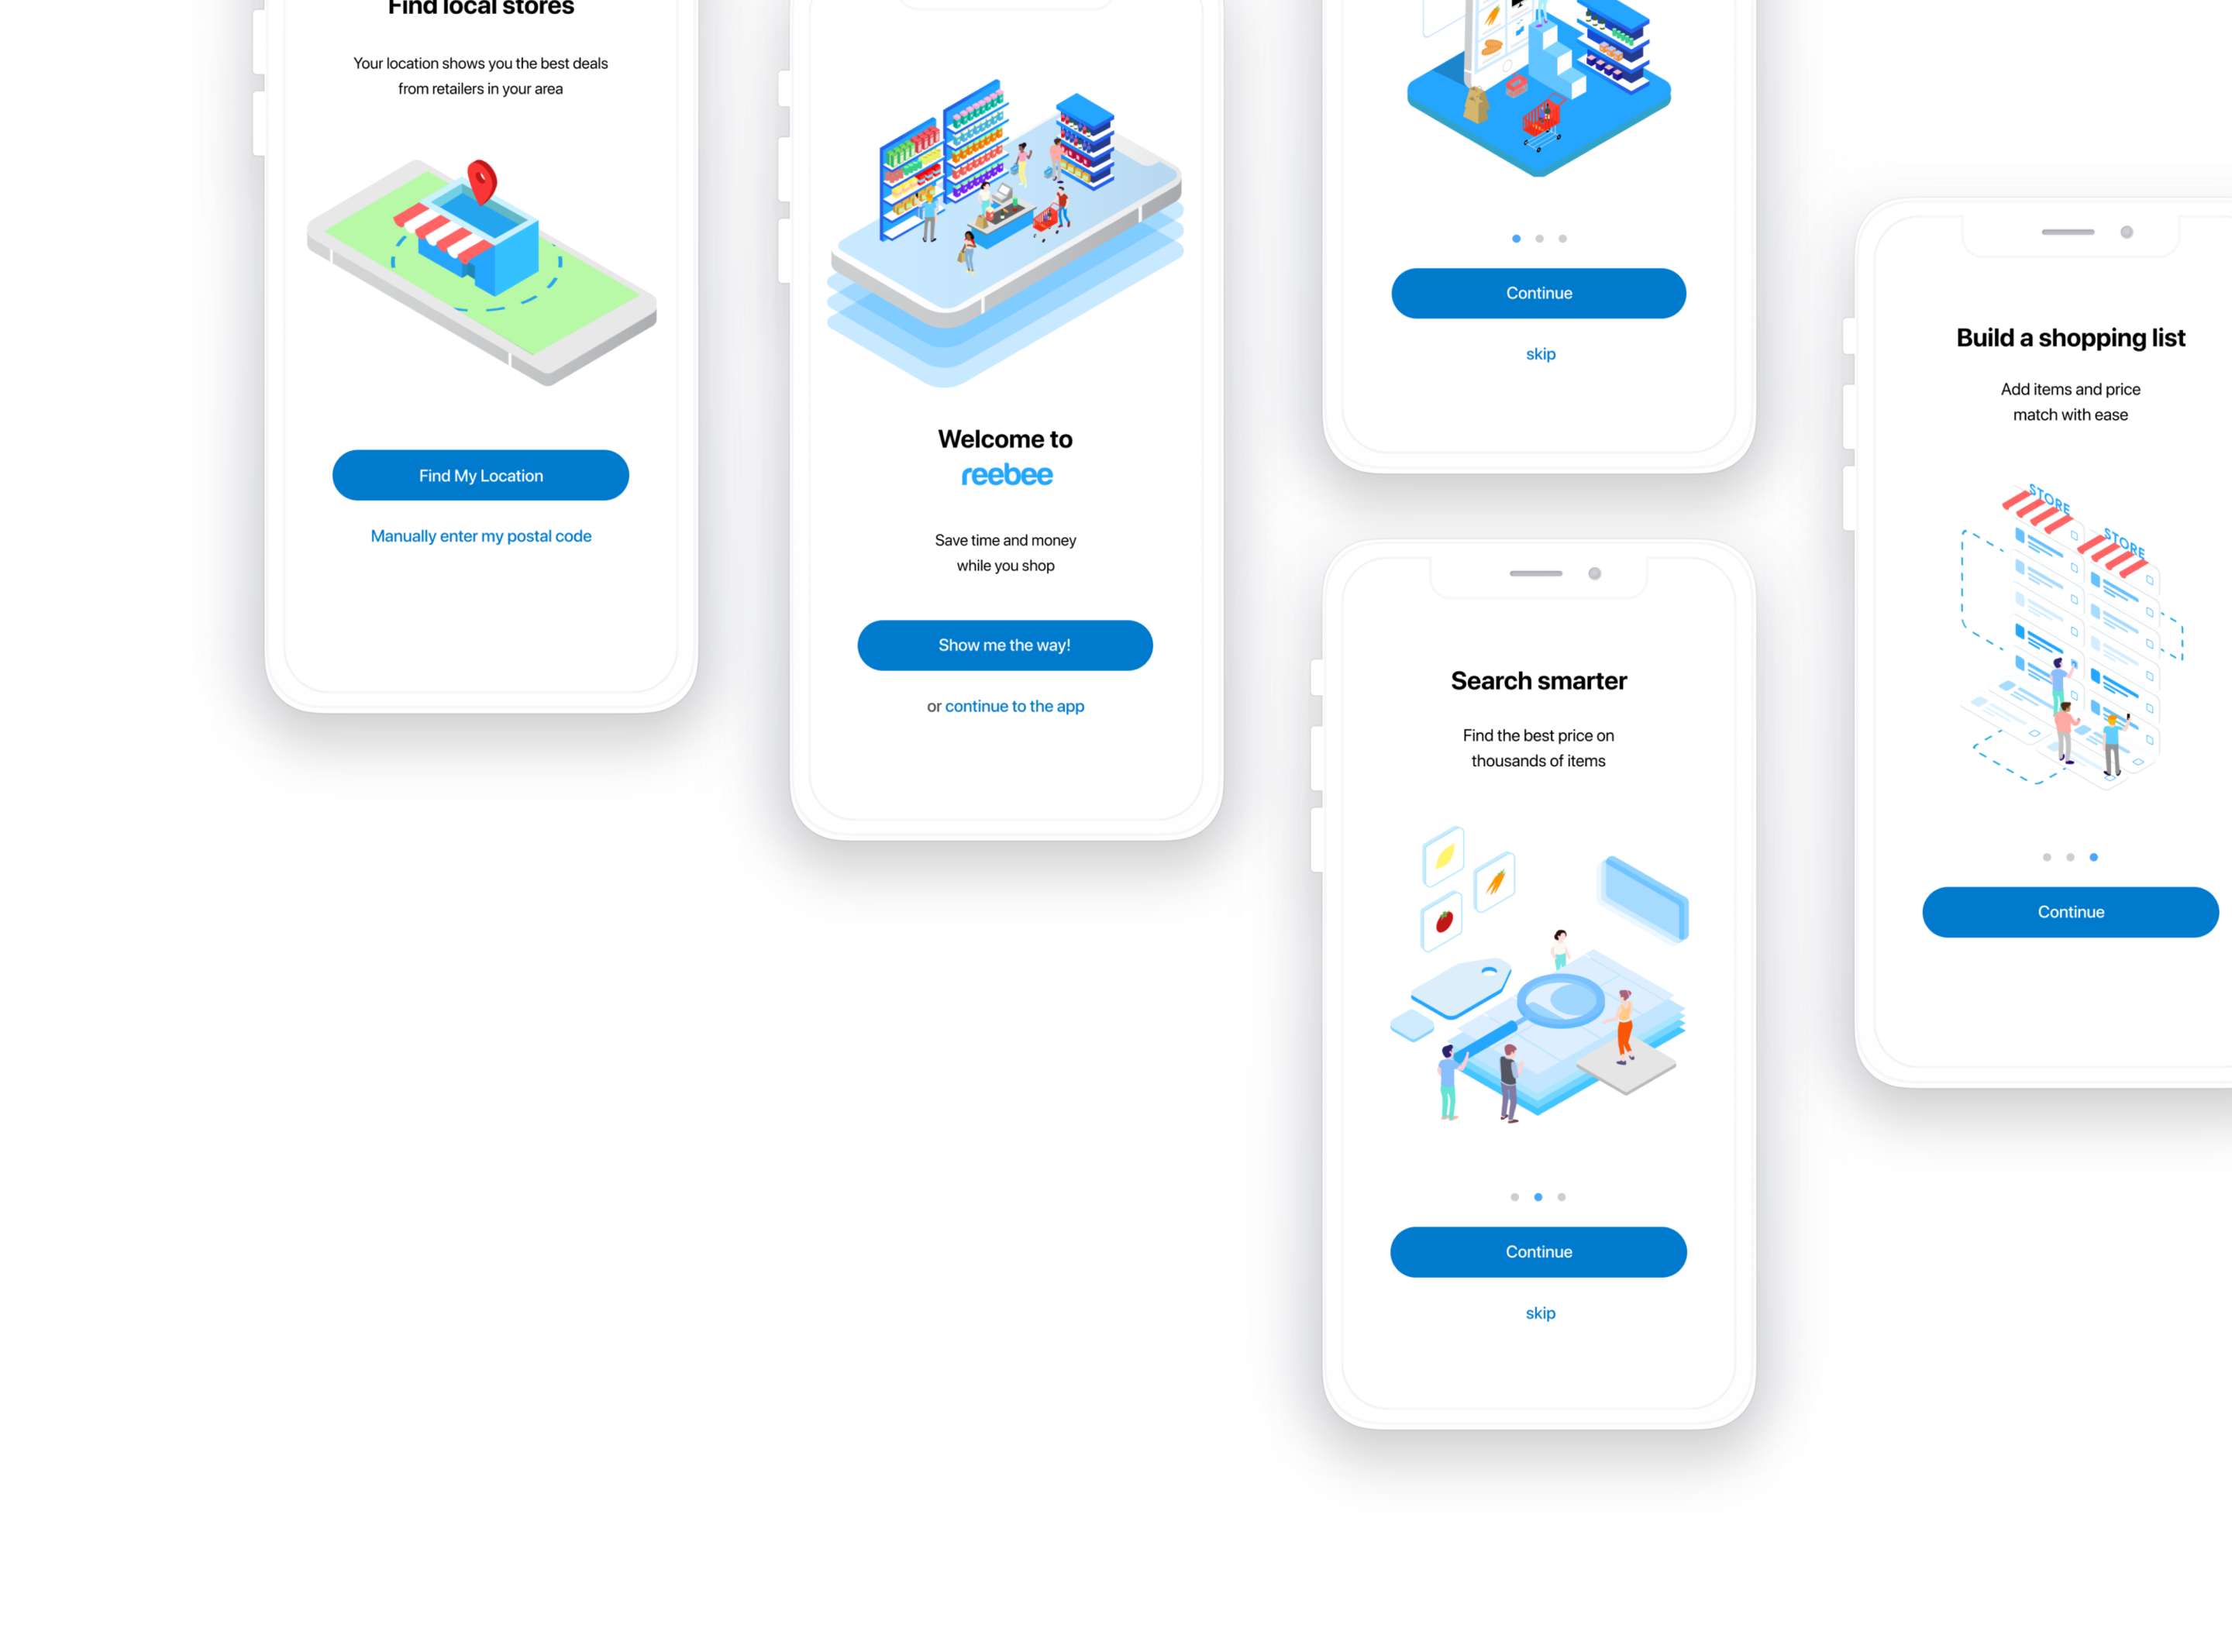 Find local stores
Your location shows you the best deals
from retailers in your area
Find My Location
Manually enter my postal code
Welcome to
reebee
Save time and money
while you shop
Show me the way!
or continue to the app
Continue
skip
Search smarter
Find the best price on
thousands of items
Continue
skip
Build a shopping list
Add items and price
match with ease
STORE
STORE
Continue